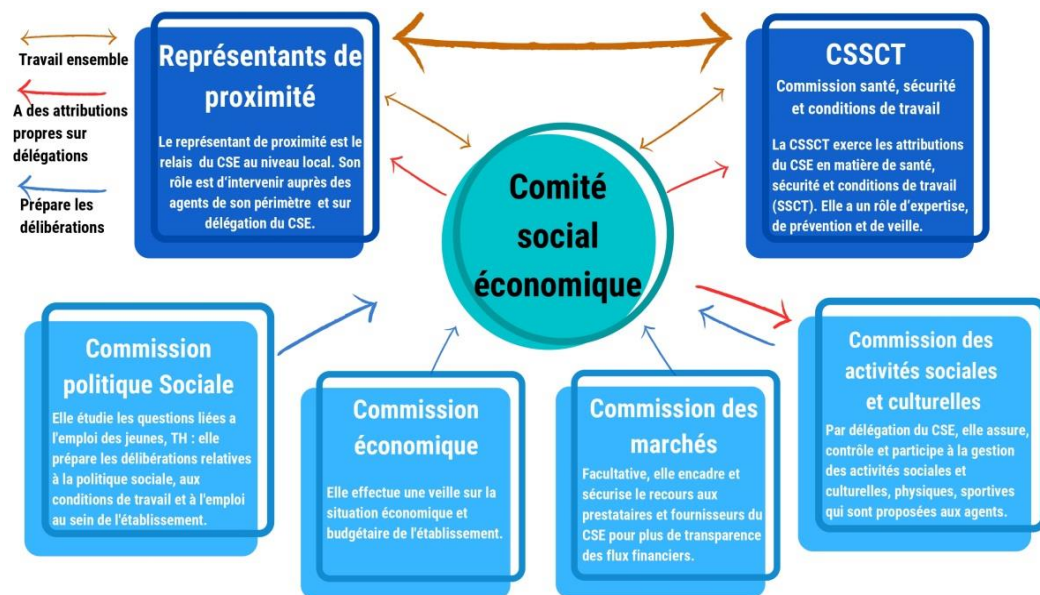 Travail ensemble
A des attributions
propres sur
délégations
Prépare les
délibérations
Représentants de
proximité
Le représentant de proximité est le
relais du CSE au niveau local. Son
rôle est d'intervenir auprès des
agents de son périmètre et sur
délégation du CSE.
CSSCT
Commission santé, sécurité
et conditions de travail
La CSSCT exerce les attributions
du CSE en matière de santé,
sécurité et conditions de travail
(SSCT). Elle a un rôle d'expertise,
de prévention et de veille.
Comité
social
économique
Commission
politique Sociale
Elle étudie les questions liées a
l'emploi des jeunes, TH : elle
prépare les délibérations relatives
à la politique sociale, aux
conditions de travail et à l'emploi
au sein de l'établissement.
Commission
économique
Elle effectue une veille sur la
situation économique et
budgétaire de l'établissement.
Commission des
marchés
Facultative, elle encadre et
sécurise le recours aux
prestataires et fournisseurs du
CSE pour plus de transparence
des flux financiers.
Commission des
activités sociales
et culturelles
Par délégation du CSE, elle assure,
contrôle et participe à la gestion
des activités sociales et
culturelles, physiques, sportives
qui sont proposées aux agents.